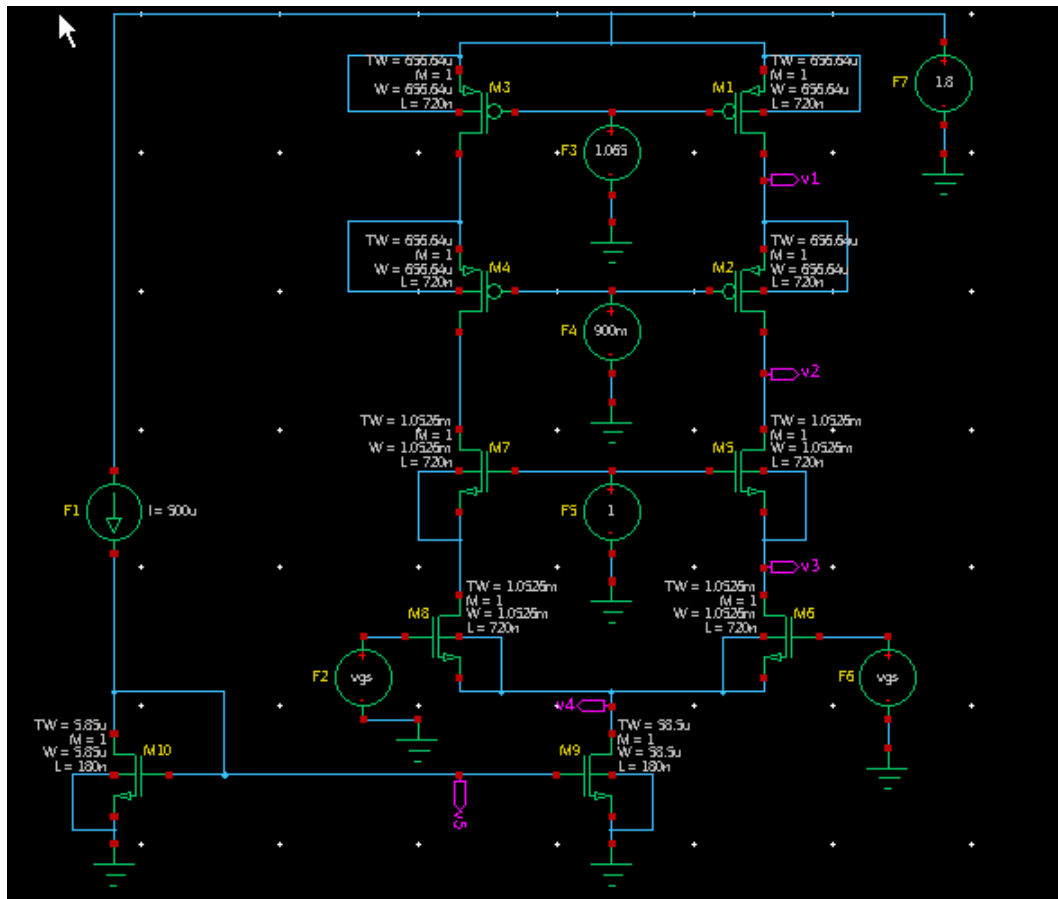 TW = 656.64u
M = 1
W = 656.64u
L = 720n
M3
M1
TW = 656.64u
M = 1
W = 656.64u
L = 720n
F7
1.8
F3
1.065
v1
TW = 656.64u
M = 1
W = 656.64u
L = 720n
M4
M2
TW = 656.64u
M = 1
W = 656.64u
L = 720n
F4
900m
v2
TW = 1.0526m
M = 1
W = 1.0526m
L = 720n
M7
M5
TW = 1.0526m
M = 1
W = 1.0526m
L = 720n
F1
I = 500u
F5
1
v3
TW = 1.0526m
M = 1
W = 1.0526m
L = 720n
M8
TW = 1.0526m
M = 1
W = 1.0526m
L = 720n
M6
F2
vgs
F6
vgs
v4
TW = 5.85u
M = 1
W = 5.85u
L = 180n
M10
M9
TW = 58.5u
M = 1
W = 58.5u
L = 180n